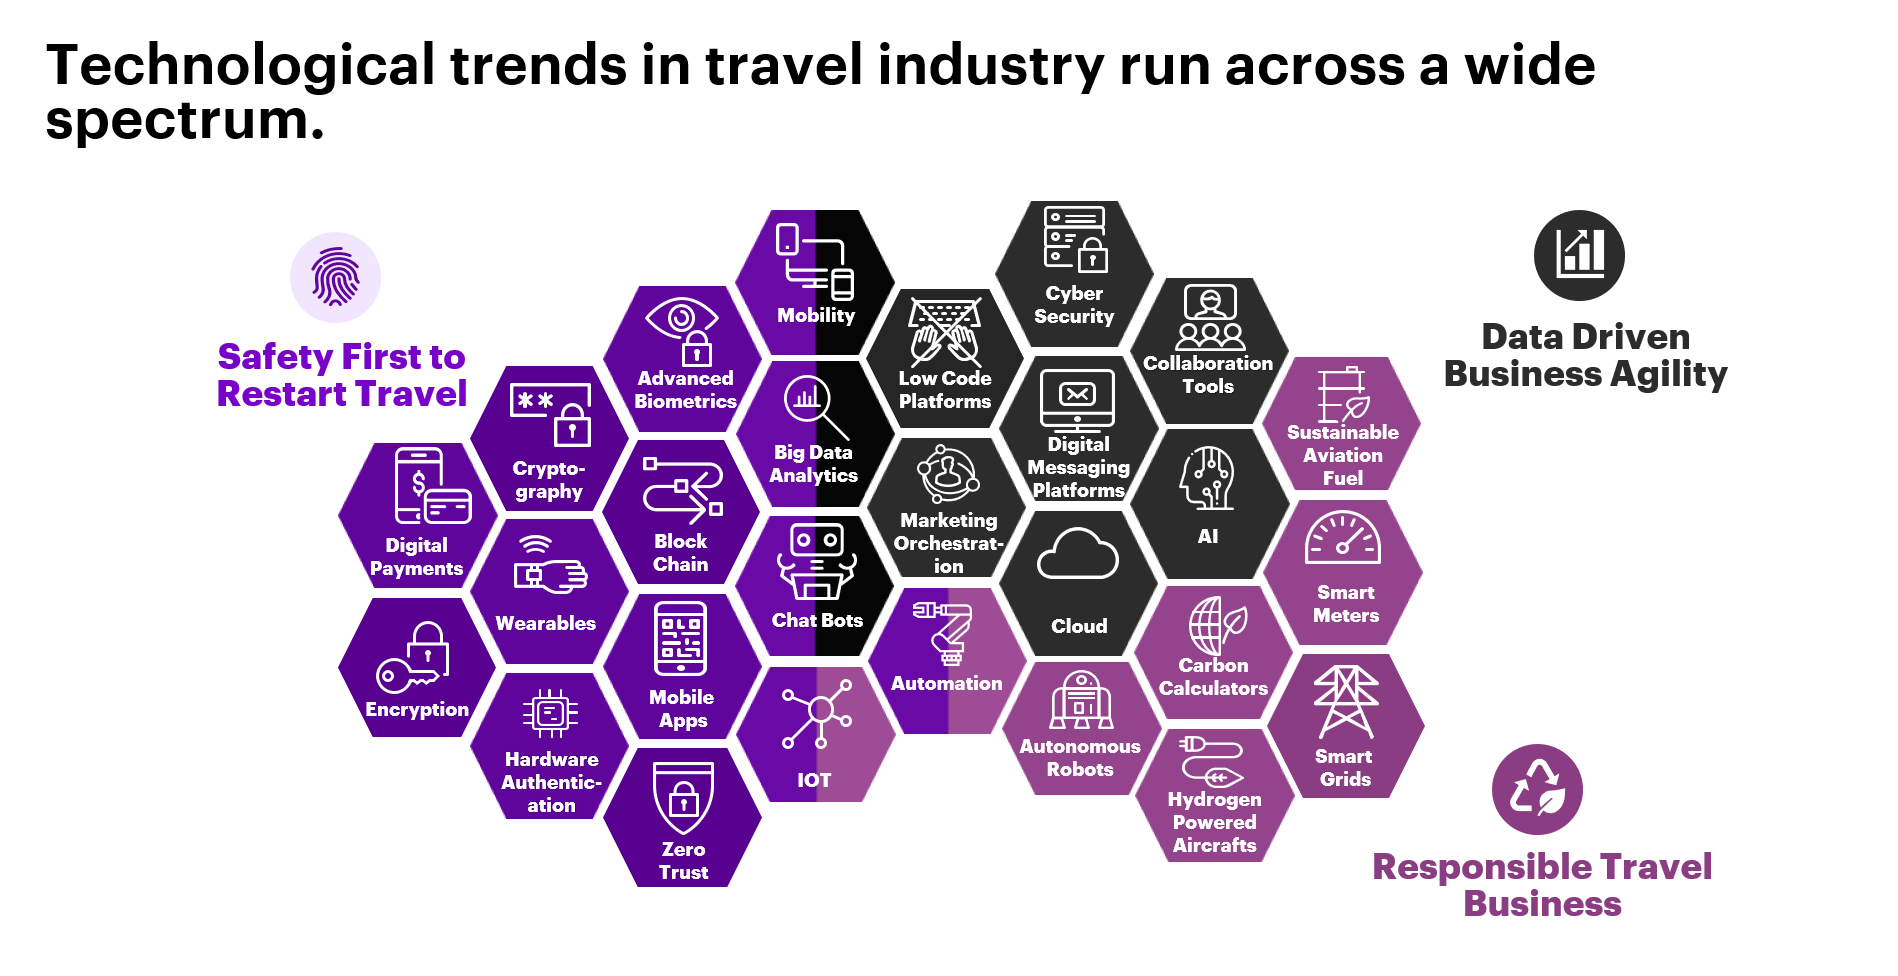 Technological trends in travel industry run across a wide
spectrum.
Safety First to
Restart Travel
Data Driven
Business Agility
Responsible Travel
Business
Digital
Payments
Encryption
Crypto-
graphy
Wearables
Hardware
Authentic-
ation
Advanced
Biometrics
Block
Chain
Mobile
Apps
Zero
Trust
Mobility
Big Data
Analytics
Chat Bots
IOT
Low Code
Platforms
Marketing
Orchestrat-
ion
Automation
Cyber
Security
Digital
Messaging
Platforms
Cloud
Autonomous
Robots
Collaboration
Tools
AI
Carbon
Calculators
Hydrogen
Powered
Aircrafts
Sustainable
Aviation
Fuel
Smart
Meters
Smart
Grids